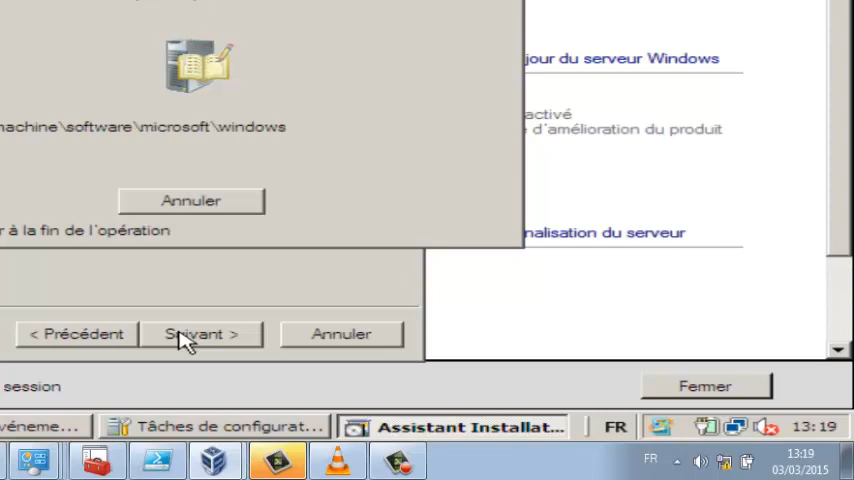 jour du serveur Windows
activé
e d'amélioration du produit
machine\software\microsoft\windows
Annuler
r à la fin de l'opération
nalisation du serveur
< Précédent
Suivant >
Annuler
session
Fermer
événeme...
Tâches de configurat...
Assistant Installat...
FR
13:19
FR
13:19
03/03/2015